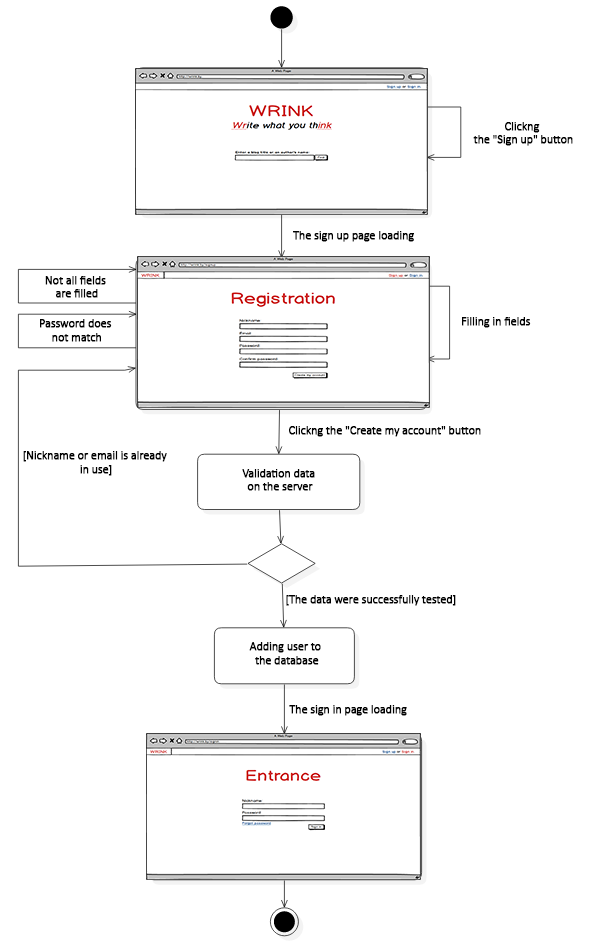 A Web Page
Sign up or Sign in
WRINK
Write what you think
Clickng
the "Sign up" button
Enter a blog title or an author's name
Find
The sign up page loading
A Web Page
WRINK
Sign up or Sign in
Not all fields
are filled
Registration
Password does
not match
Nickname
Filling in fields
Email
Password
Confirm password
Create my account
Clickng the "Create my account" button
[Nickname or email is already
in use]
Validation data
on the server
[The data were successfully tested]
Adding user to
the database
The sign in page loading
A Web Page
WRINK
Sign up or Sign in
Entrance
Nickname
Password
Forgot password
Sign in